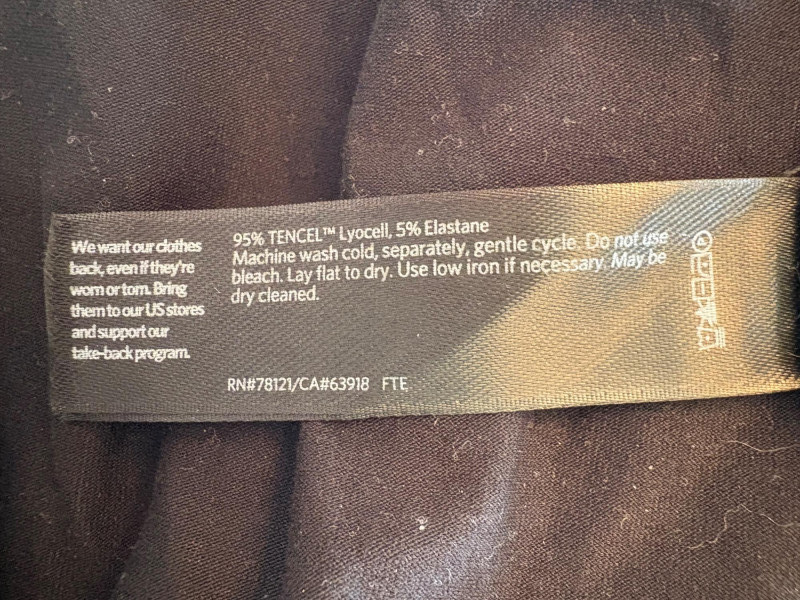 We want our clothes
back, even if they're
worn or torn. Bring
them to our US stores
and support our
take-back program.
95% TENCEL™ Lyocell, 5% Elastane
Machine wash cold, separately, gentle cycle. Do not use
bleach. Lay flat to dry. Use low iron if necessary. May be
dry cleaned.
RN#78121/CA#63918 FTE